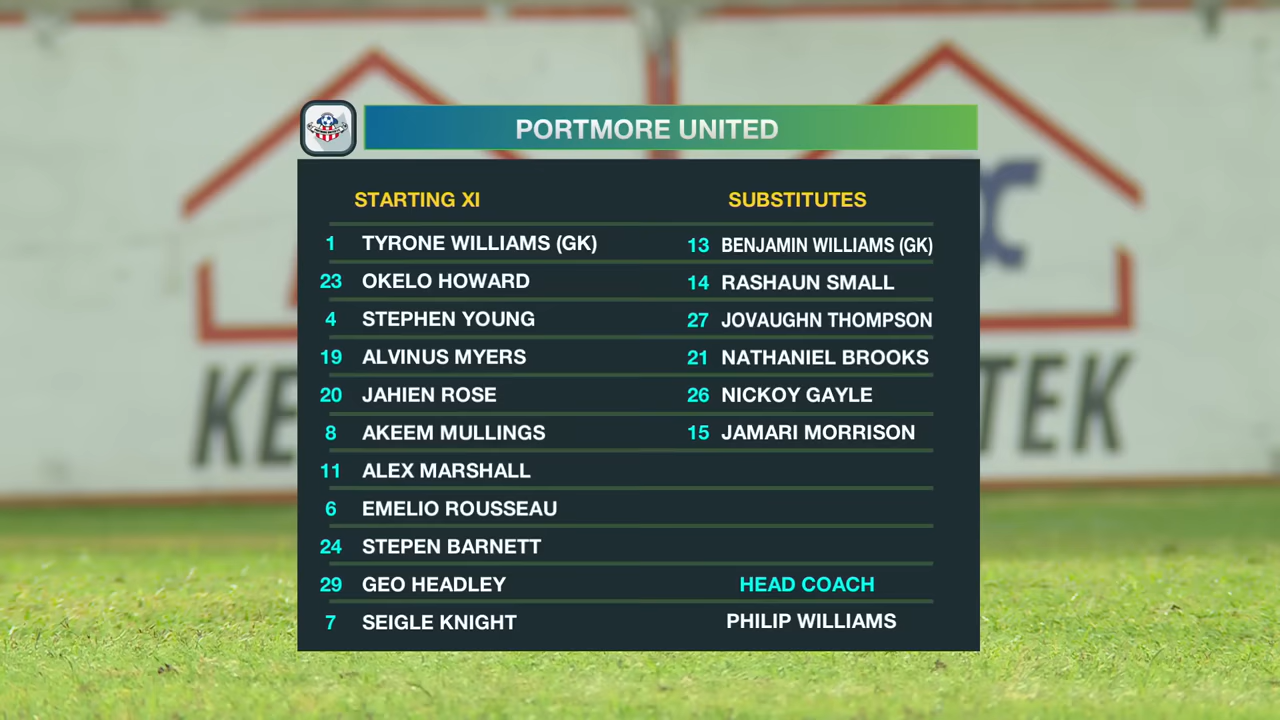 PORTMORE UNITED
STARTING XI
1 TYRONE WILLIAMS (GK)
23 OKELO HOWARD
4 STEPHEN YOUNG
19 ALVINUS MYERS
20 JAHIEN ROSE
8 AKEEM MULLINGS
11 ALEX MARSHALL
6 EMELIO ROUSSEAU
24 STEPEN BARNETT
29 GEO HEADLEY
7 SEIGLE KNIGHT
SUBSTITUTES
13 BENJAMIN WILLIAMS (GK)
14 RASHAUN SMALL
27 JOVAUGHN THOMPSON
21 NATHANIEL BROOKS
26 NICKOY GAYLE
15 JAMARI MORRISON
HEAD COACH
PHILIP WILLIAMS
KE
TEK